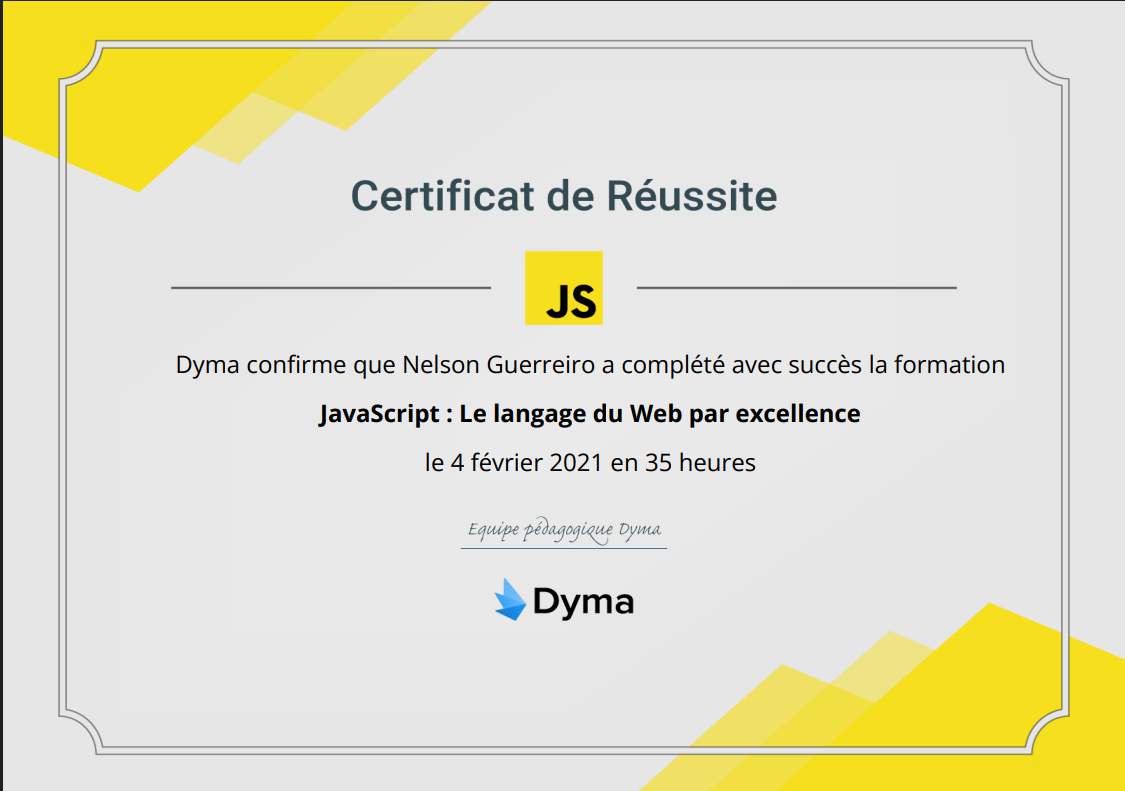 Certificat de Réussite
JS
Dyma confirme que Nelson Guerreiro a complété avec succès la formation
JavaScript : Le langage du Web par excellence
le 4 février 2021 en 35 heures
Equipe pédagogique Dyma
Dyma